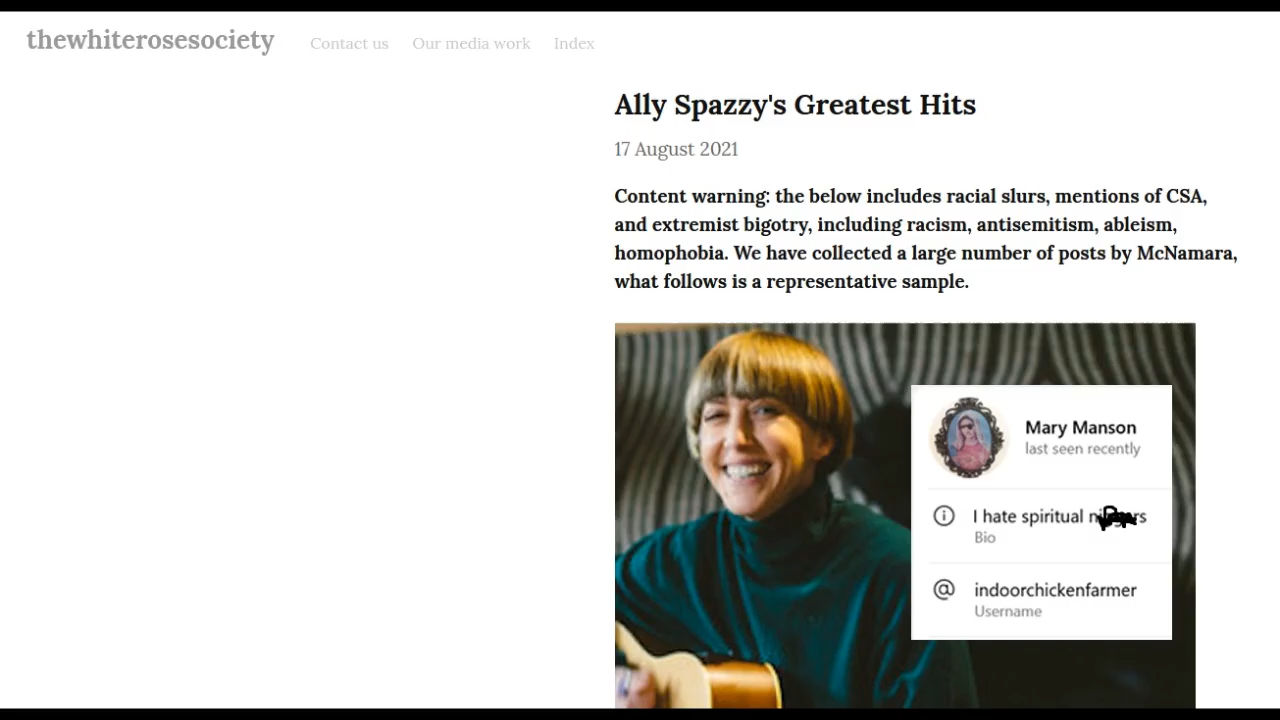 thewhiterosesociety Contact us Our media work Index
Ally Spazzy's Greatest Hits
17 August 2021
Content warning: the below includes racial slurs, mentions of CSA,
and extremist bigotry, including racism, antisemitism, ableism,
homophobia. We have collected a large number of posts by McNamara,
what follows is a representative sample.
Mary Manson
last seen recently
I hate spiritual
Bio
indoorchickenfarmer
Username